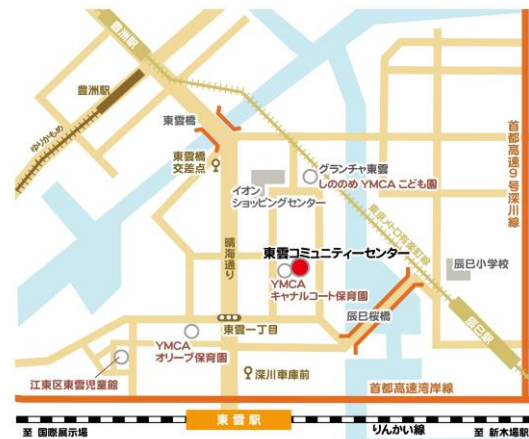 豊洲駅
豊洲駅
ゆりかもめ
東雲橋
東雲橋
交差点
グランチャ東雲
しののめ YMCA こども園
イオン
ショッピングセンター
首都高速9号深川線
東京メトロ有楽町線
晴海通り
東雲コミュニティーセンター
辰巳小学校
YMCA
キャナルコート保育園
辰巳桜橋
辰巳駅
東雲一丁目
YMCA
オリーブ保育園
江東区東雲児童館
深川車庫前
首都高速湾岸線
東雲駅
りんかい線
至 国際展示場
至 新木場駅